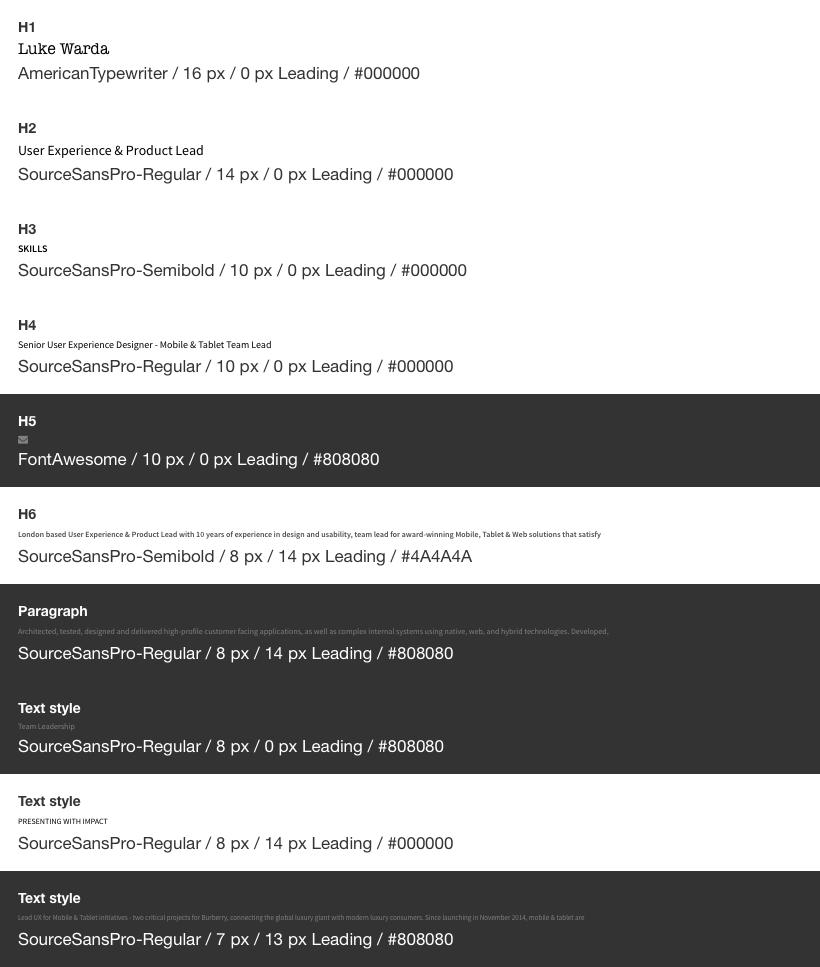 H1
Luke Warda
AmericanTypewriter / 16 px / 0 px Leading / #000000
H2
User Experience & Product Lead
SourceSansPro-Regular / 14 px / 0 px Leading / #000000
H3
SKILLS
SourceSansPro-Semibold / 10 px / 0 px Leading / #000000
H4
Senior User Experience Designer - Mobile & Tablet Team Lead
SourceSansPro-Regular / 10 px / 0 px Leading / #000000
H5
FontAwesome / 10 px / 0 px Leading / #808080
H6
London based User Experience & Product Lead with 10 years of experience in design and usability, team lead for award-winning Mobile, Tablet & Web solutions that satisfy
SourceSansPro-Semibold / 8 px / 14 px Leading / #4A4A4A
Paragraph
Architected, tested, designed and delivered high-profile customer facing applications, as well as complex internal systems using native, web, and hybrid technologies. Developed,
SourceSansPro-Regular / 8 px / 14 px Leading / #808080
Text style
Team Leadership
SourceSansPro-Regular / 8 px / 0 px Leading / #808080
Text style
PRESENTING WITH IMPACT
SourceSansPro-Regular / 8 px / 14 px Leading / #000000
Text style
Lead UX for Mobile & Tablet initiatives - two critical projects for Burberry, connecting the global luxury giant with modern luxury consumers. Since launching in November 2014, mobile & tablet are
SourceSansPro-Regular / 7 px / 13 px Leading / #808080